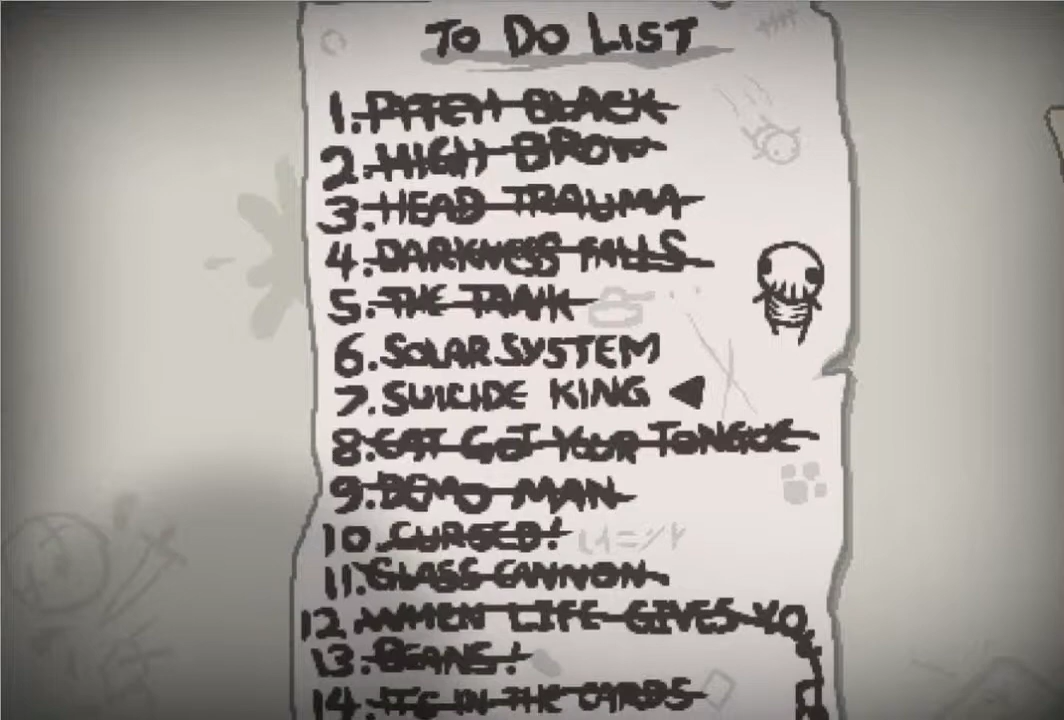 TO DO LIST
1. PITCH BLACK
2. HIGH BROW
3. HEAD TRAUMA
4. DARKNESS FALLS
5. THE TANK
6. SOLAR SYSTEM
7. SUICIDE KING
8. CAT GOT YOUR TONGUE
9. DEMO MAN
10 CURSED!
11. GLASS CANNON
12 WHEN LIFE GIVES YO
13. BEANS!
14. IT'S IN THE CARDS